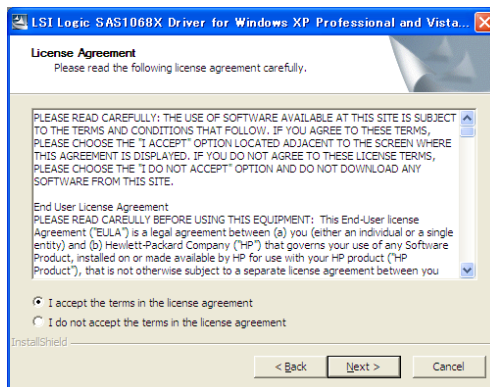 LSI Logic SAS1068X Driver for Windows XP Professional and Vista...
License Agreement
Please read the following license agreement carefully.
PLEASE READ CAREFULLY: THE USE OF SOFTWARE AVAILABLE AT THIS SITE IS SUBJECT
TO THE TERMS AND CONDITIONS THAT FOLLOW. IF YOU AGREE TO THESE TERMS,
PLEASE CHOOSE THE "I ACCEPT" OPTION LOCATED ADJACENT TO THE SCREEN WHERE
THIS AGREEMENT IS DISPLAYED. IF YOU DO NOT AGREE TO THESE LICENSE TERMS,
PLEASE CHOOSE THE "I DO NOT ACCEPT" OPTION AND DO NOT DOWNLOAD ANY
SOFTWARE FROM THIS SITE.
End User License Agreement
PLEASE READ CAREULLY BEFORE USING THIS EQUIPMENT: This End-User license
Agreement ("EULA") is a legal agreement between (a) you (either an individual or a single
entity) and (b) Hewlett-Packard Company ("HP") that governs your use of any Software
Product, installed on or made available by HP for use with your HP product ("HP
Product"), that is not otherwise subject to a separate license agreement between you
I accept the terms in the license agreement
I do not accept the terms in the license agreement
InstallShield
< Back Next > Cancel